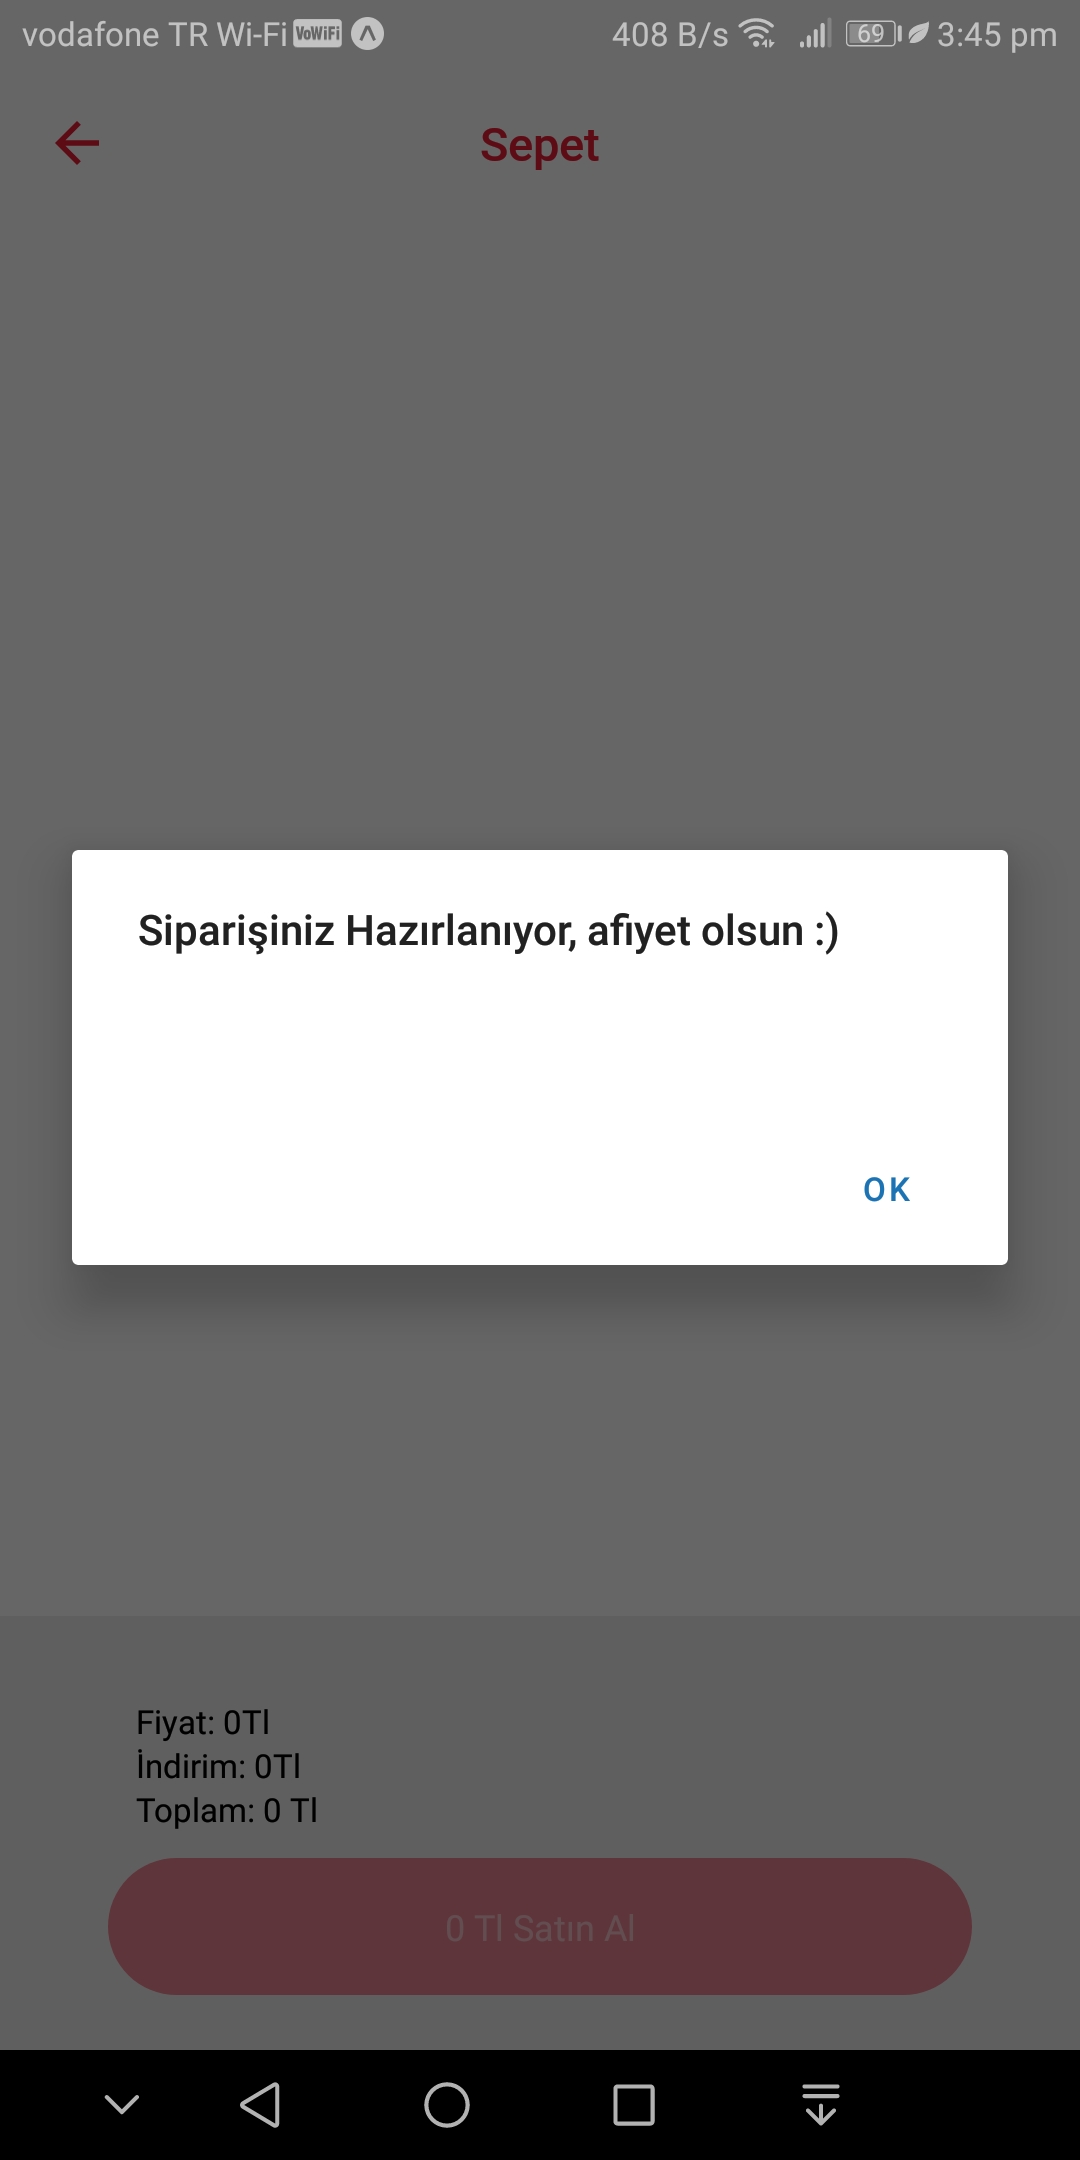 vodafone TR Wi-Fi VoWiFi 408 B/s 69 3:45 pm
Sepet
Siparişiniz Hazırlanıyor, afiyet olsun :)
OK
Fiyat: 0Tl
İndirim: 0Tl
Toplam: 0 Tl
0 Tl Satın Al